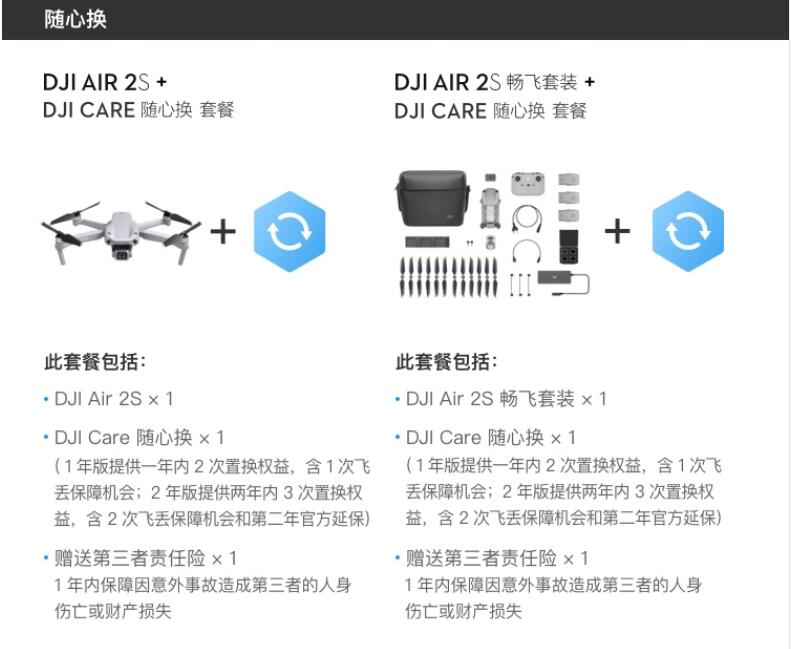 随心换
DJI AIR 2S +
DJI CARE 随心换 套餐
此套餐包括：
• DJI Air 2S × 1
• DJI Care 随心换 × 1
(1 年版提供一年内 2 次置换权益，含 1 次飞
丢保障机会；2 年版提供两年内 3 次置换权
益，含 2 次飞丢保障机会和第二年官方延保)
• 赠送第三者责任险 × 1
1 年内保障因意外事故造成第三者的人身
伤亡或财产损失
DJI AIR 2S 畅飞套装 +
DJI CARE 随心换 套餐
此套餐包括：
• DJI Air 2S 畅飞套装 × 1
• DJI Care 随心换 × 1
(1 年版提供一年内 2 次置换权益，含 1 次飞
丢保障机会；2 年版提供两年内 3 次置换权
益，含 2 次飞丢保障机会和第二年官方延保)
• 赠送第三者责任险 × 1
1 年内保障因意外事故造成第三者的人身
伤亡或财产损失